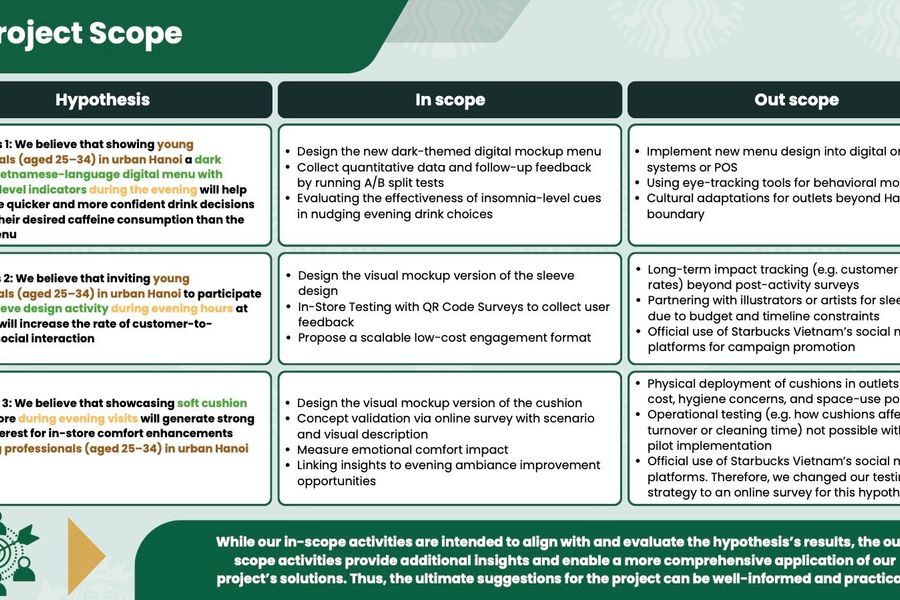 roject Scope
Hypothesis
In scope
Out scope
s 1: We believe that showing young
als (aged 25–34) in urban Hanoi a dark
etnamese-language digital menu with
level indicators during the evening will help
e quicker and more confident drink decisions
heir desired caffeine consumption than the
enu
• Design the new dark-themed digital mockup menu
• Collect quantitative data and follow-up feedback
by running A/B split tests
• Evaluating the effectiveness of insomnia-level cues
in nudging evening drink choices
• Implement new menu design into digital or
systems or POS
• Using eye-tracking tools for behavioral mo
• Cultural adaptations for outlets beyond Ha
boundary
s 2: We believe that inviting young
als (aged 25–34) in urban Hanoi to participate
eve design activity during evening hours at
will increase the rate of customer-to-
social interaction
• Design the visual mockup version of the sleeve
design
• In-Store Testing with QR Code Surveys to collect user
feedback
• Propose a scalable low-cost engagement format
• Long-term impact tracking (e.g. customer
rates) beyond post-activity surveys
• Partnering with illustrators or artists for slee
due to budget and timeline constraints
• Official use of Starbucks Vietnam's social m
platforms for campaign promotion
3: We believe that showcasing soft cushion
ore during evening visits will generate strong
erest for in-store comfort enhancements
g professionals (aged 25–34) in urban Hanoi
• Design the visual mockup version of the cushion
• Concept validation via online survey with scenario
and visual description
• Measure emotional comfort impact
• Linking insights to evening ambiance improvement
opportunities
• Physical deployment of cushions in outlets
cost, hygiene concerns, and space-use po
• Operational testing (e.g. how cushions affe
turnover or cleaning time) not possible with
pilot implementation
• Official use of Starbucks Vietnam's social m
platforms. Therefore, we changed our testin
strategy to an online survey for this hypoth
While our in-scope activities are intended to align with and evaluate the hypothesis's results, the ou
scope activities provide additional insights and enable a more comprehensive application of our
project's solutions. Thus, the ultimate suggestions for the project can be well-informed and practica